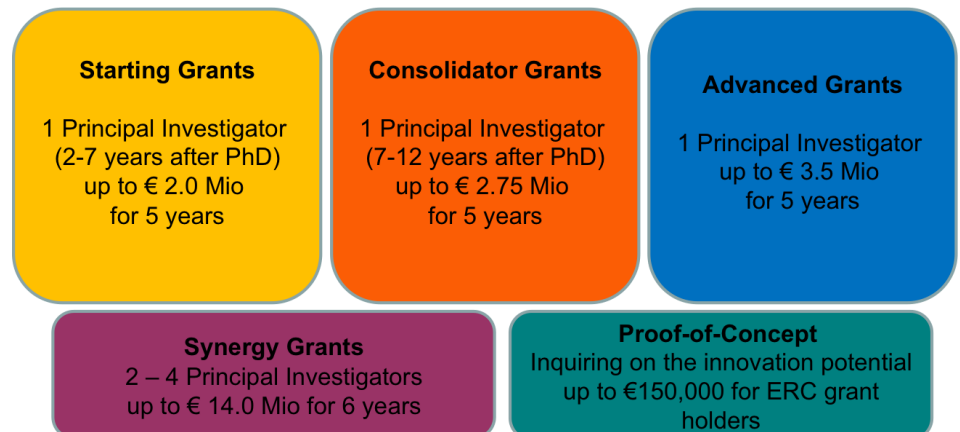 Starting Grants
1 Principal Investigator
(2-7 years after PhD)
up to € 2.0 Mio
for 5 years
Consolidator Grants
1 Principal Investigator
(7-12 years after PhD)
up to € 2.75 Mio
for 5 years
Advanced Grants
1 Principal Investigator
up to € 3.5 Mio
for 5 years
Synergy Grants
2 – 4 Principal Investigators
up to € 14.0 Mio for 6 years
Proof-of-Concept
Inquiring on the innovation potential
up to €150,000 for ERC grant
holders